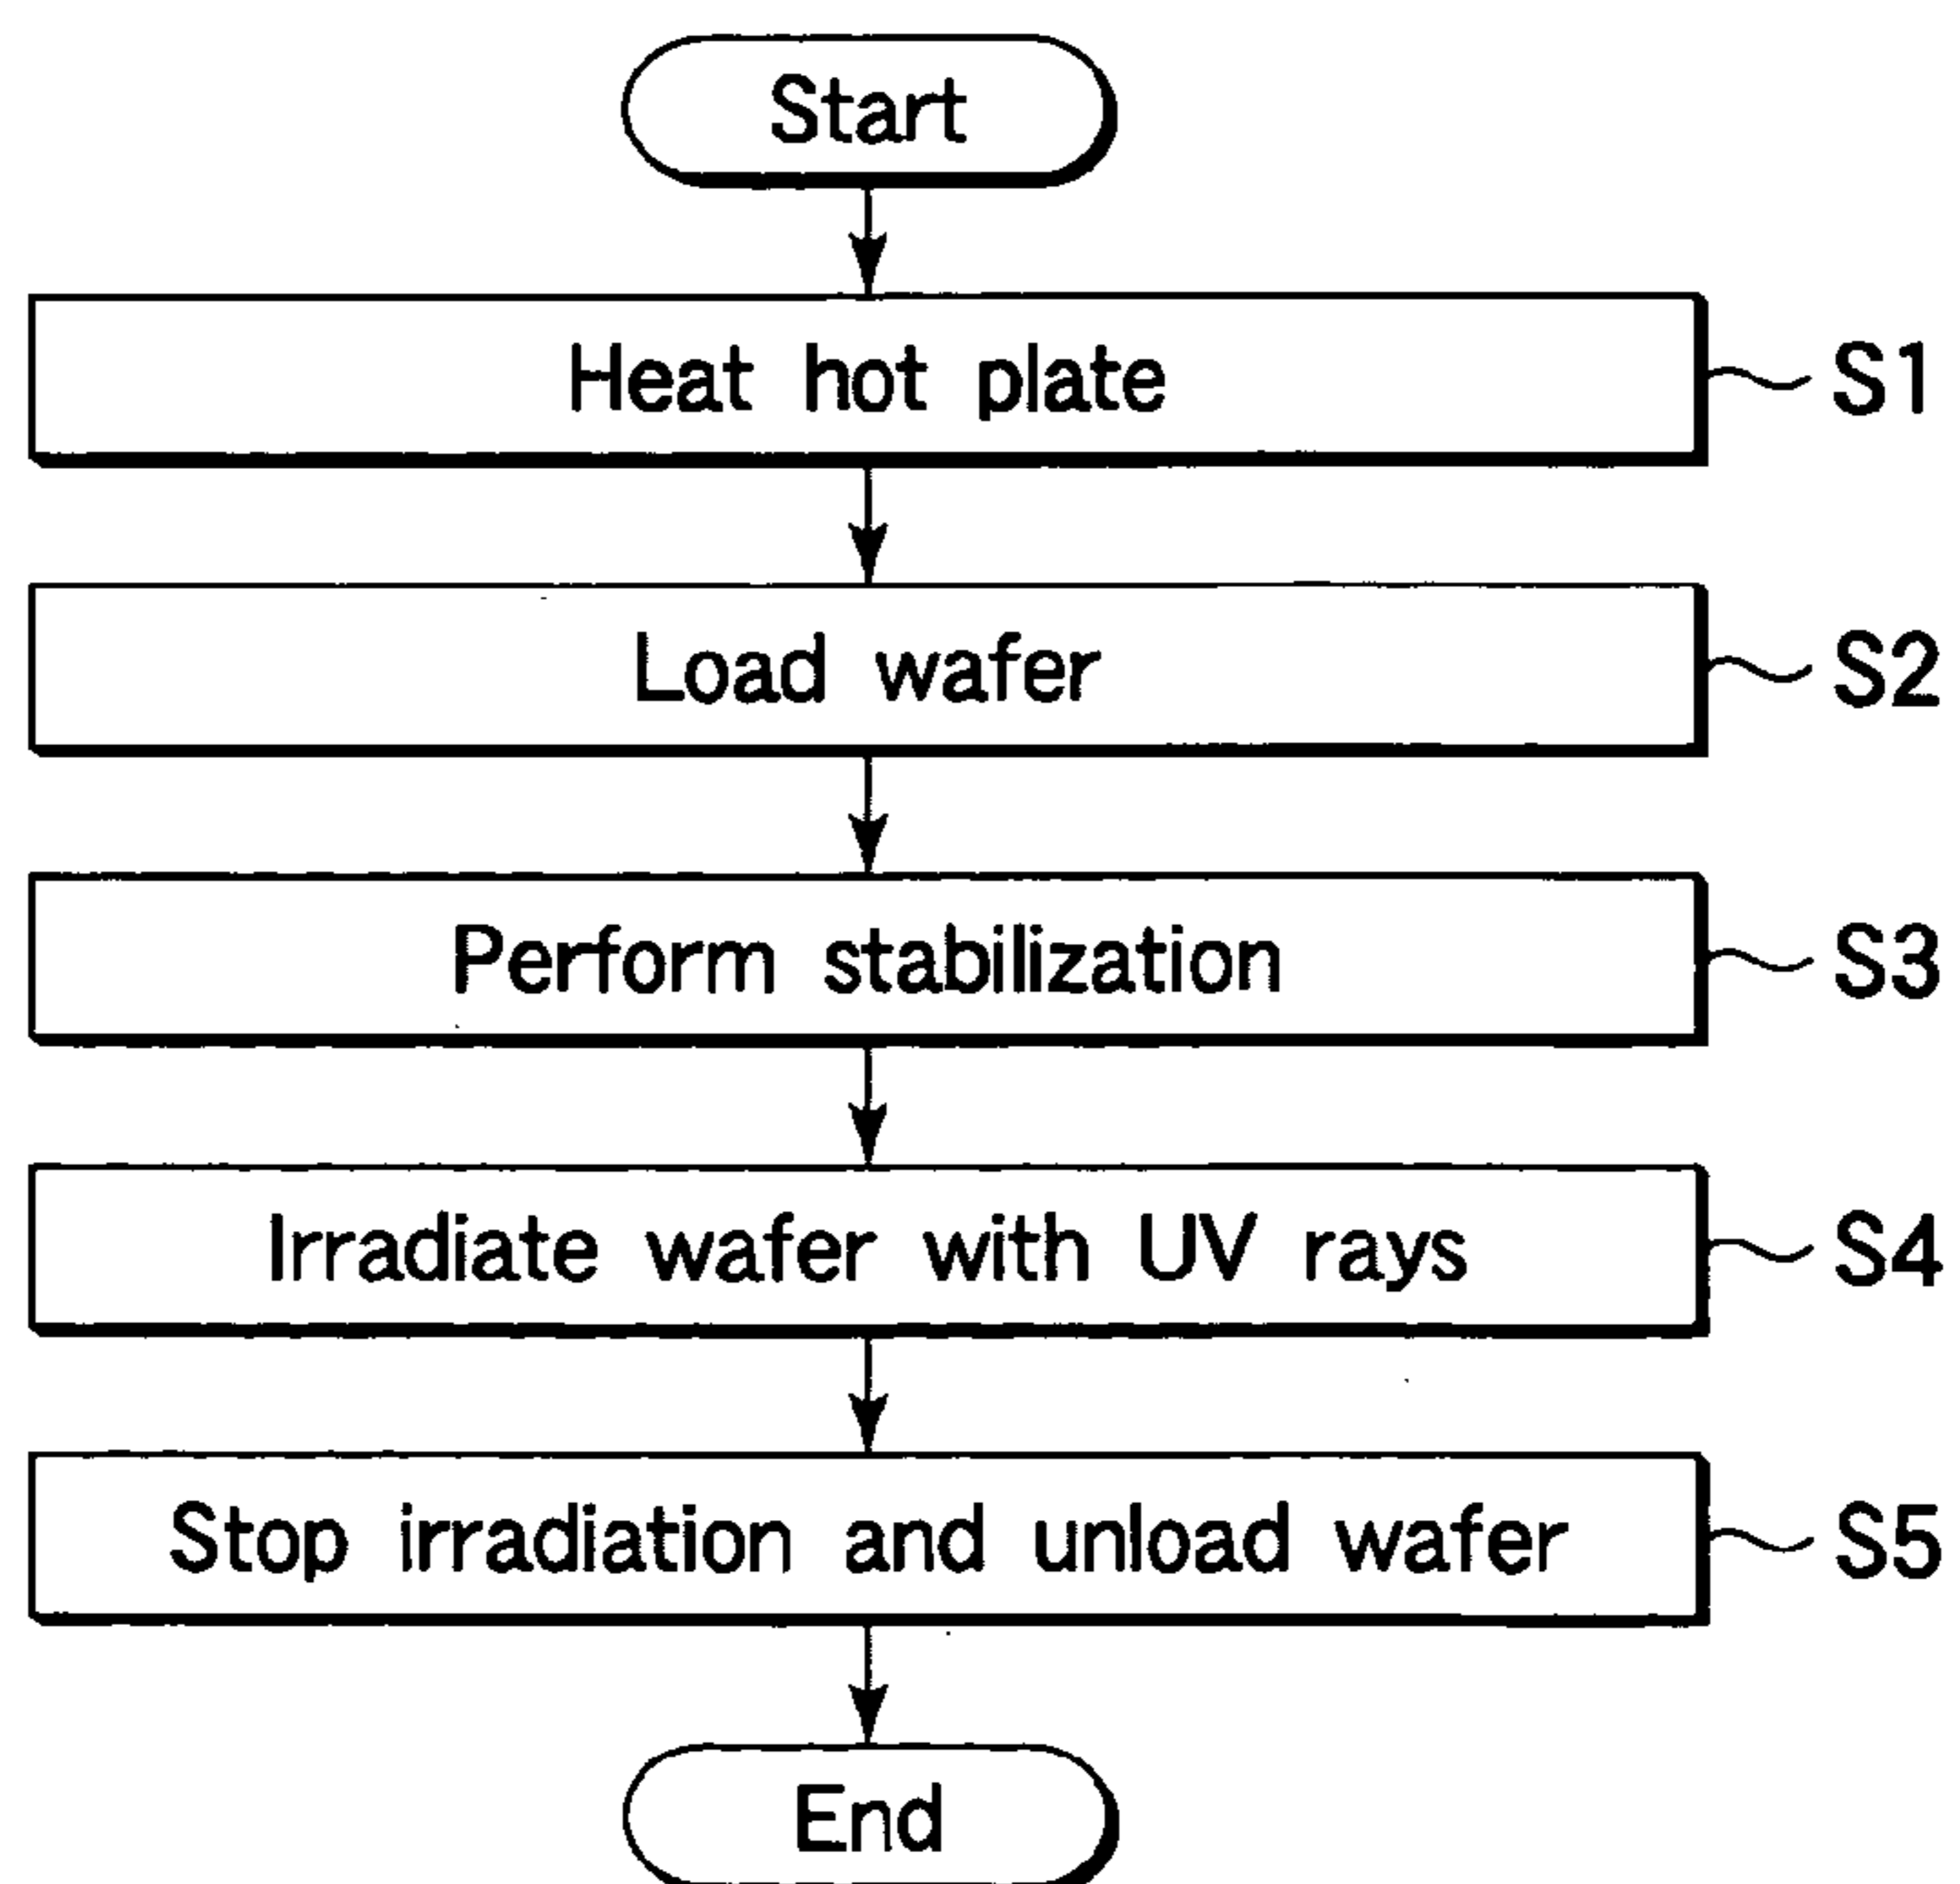 Start
Heat hot plate S1
Load wafer S2
Perform stabilization S3
Irradiate wafer with UV rays S4
Stop irradiation and unload wafer S5
End